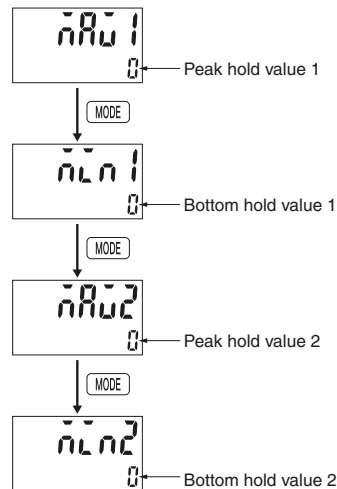 MAX1
0 Peak hold value 1
MODE
MIN1
0 Bottom hold value 1
MODE
MAX2
0 Peak hold value 2
MODE
MIN2
0 Bottom hold value 2